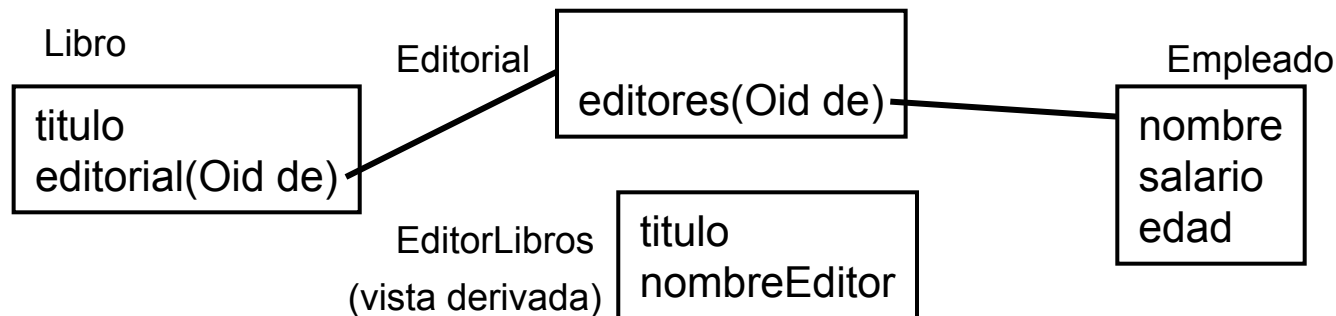 Libro
titulo
editorial(Oid de)
Editorial
editores(Oid de)
Empleado
nombre
salario
edad
EditorLibros
(vista derivada)
titulo
nombreEditor